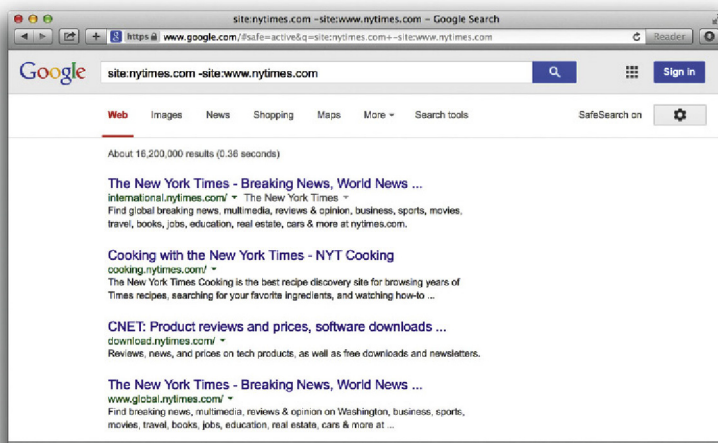 site:nytimes.com -site:www.nytimes.com - Google Search
https www.google.com/#safe=active&q=site:nytimes.com+-site:www.nytimes.com Reader
Google site:nytimes.com -site:www.nytimes.com Sign in
Web Images News Shopping Maps More Search tools SafeSearch on
About 16,200,000 results (0.36 seconds)
The New York Times - Breaking News, World News ...
international.nytimes.com/ The New York Times
Find global breaking news, multimedia, reviews & opinion, business, sports, movies,
travel, books, jobs, education, real estate, cars & more at nytimes.com.
Cooking with the New York Times - NYT Cooking
cooking.nytimes.com/
The New York Times Cooking is the best recipe discovery site for browsing years of
Times recipes, searching for your favorite ingredients, and watching how-to ...
CNET: Product reviews and prices, software downloads ...
download.nytimes.com/
Reviews, news, and prices on tech products, as well as free downloads and newsletters.
The New York Times - Breaking News, World News ...
www.global.nytimes.com/
Find breaking news, multimedia, reviews & opinion on Washington, business, sports,
movies, travel, books, jobs, education, real estate, cars & more at ...